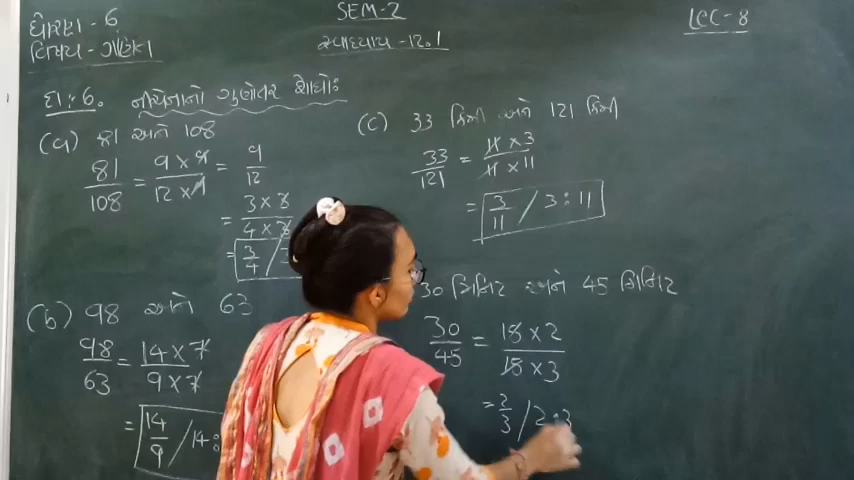 ધોરણ - 6
વિષય - ગણિત
SEM-2
સ્વાધ્યાય - 12.1
LEC - 8
દા: 6. નીચેનાનો ગુણોત્તર શોધો:
(a) 81 અને 108
81/108 = 9 × 9 / 12 × 9 = 9/12
= 3 × 3 / 4 × 3
= 3/4 /
(b) 98 અને 63
98/63 = 14 × 7 / 9 × 7
= 14/9 / 14:
(c) 33 કિમી અને 121 કિમી
33/121 = 11 × 3 / 11 × 11
= 3/11 / 3 : 11
30 મિનિટ અને 45 મિનિટ
30/45 = 15 × 2 / 15 × 3
= 2/3 / 2 : 3